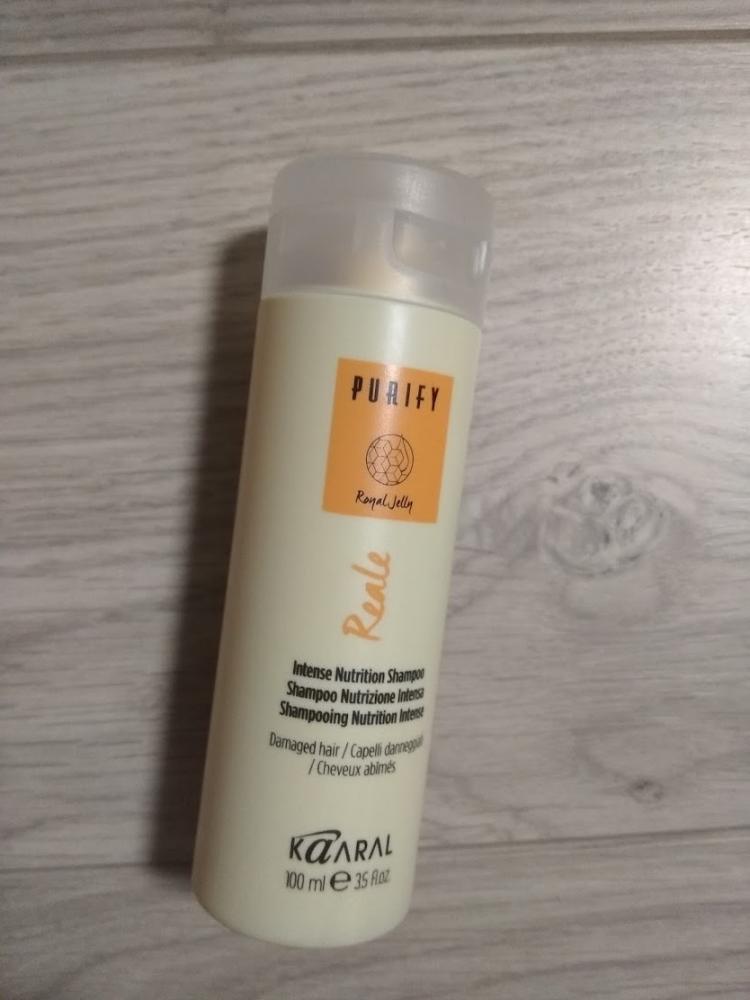 PURIFY
Royal Jelly
Reale
Intense Nutrition Shampoo
Shampoo Nutrizione Intensa
Shampooing Nutrition Intense
Damaged hair / Capelli danneggiati
/ Cheveux abîmés
KaARAL
100 ml e 3.5 fl.oz.